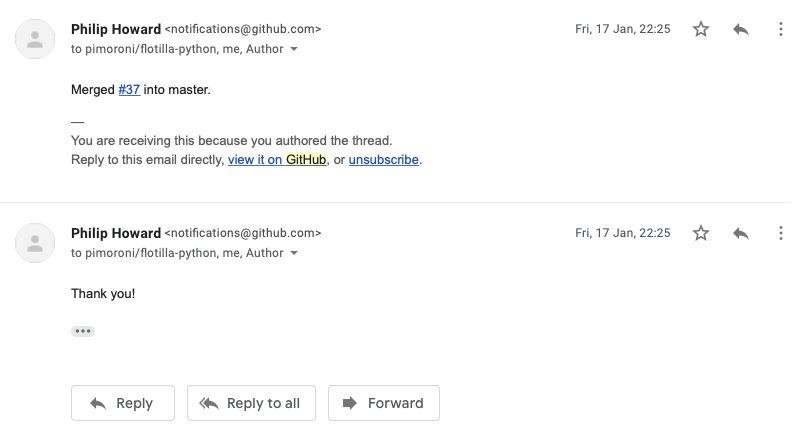 Philip Howard <notifications@github.com> Fri, 17 Jan, 22:25
to pimoroni/flotilla-python, me, Author
Merged #37 into master.
—
You are receiving this because you authored the thread.
Reply to this email directly, view it on GitHub, or unsubscribe.
Philip Howard <notifications@github.com> Fri, 17 Jan, 22:25
to pimoroni/flotilla-python, me, Author
Thank you!
Reply Reply to all Forward